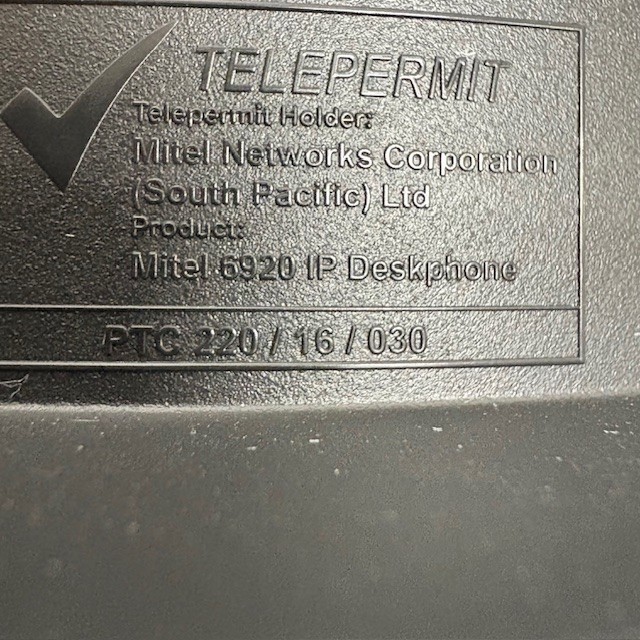 TELEPERMIT
Telepermit Holder:
Mitel Networks Corporation
(South Pacific) Ltd
Product:
Mitel 6920 IP Deskphone
PTC 220 / 16 / 030